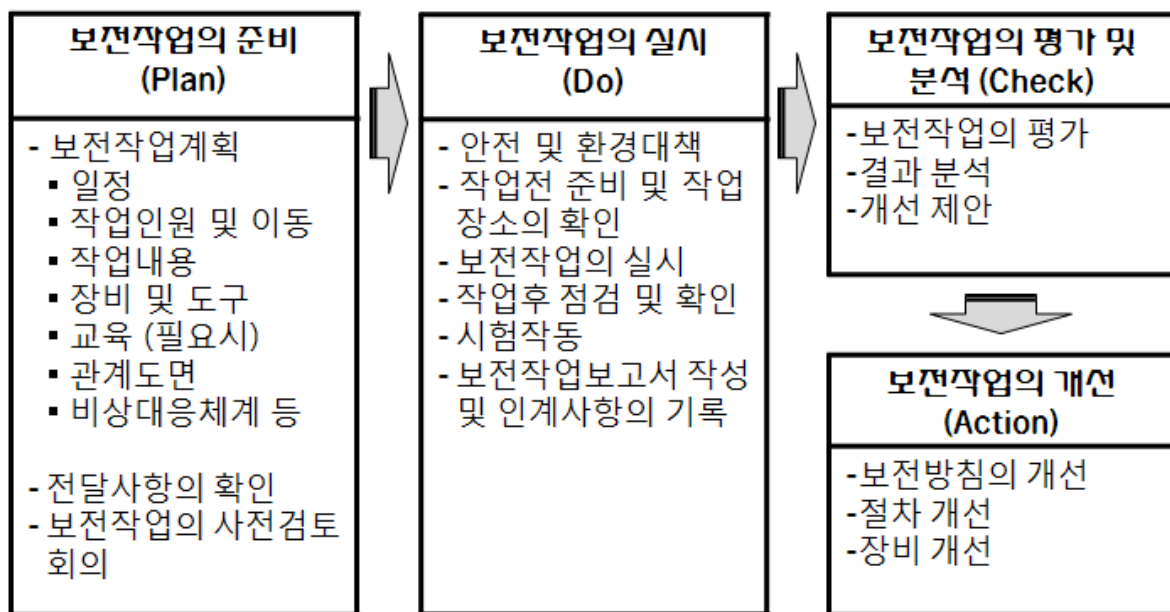 보전작업의 준비
(Plan)
- 보전작업계획
▪ 일정
▪ 작업인원 및 이동
▪ 작업내용
▪ 장비 및 도구
▪ 교육 (필요시)
▪ 관계도면
▪ 비상대응체계 등
- 전달사항의 확인
- 보전작업의 사전검토
회의
보전작업의 실시
(Do)
- 안전 및 환경대책
- 작업전 준비 및 작업
장소의 확인
- 보전작업의 실시
- 작업후 점검 및 확인
- 시험작동
- 보전작업보고서 작성
및 인계사항의 기록
보전작업의 평가 및
분석 (Check)
-보전작업의 평가
-결과 분석
-개선 제안
보전작업의 개선
(Action)
-보전방침의 개선
-절차 개선
-장비 개선